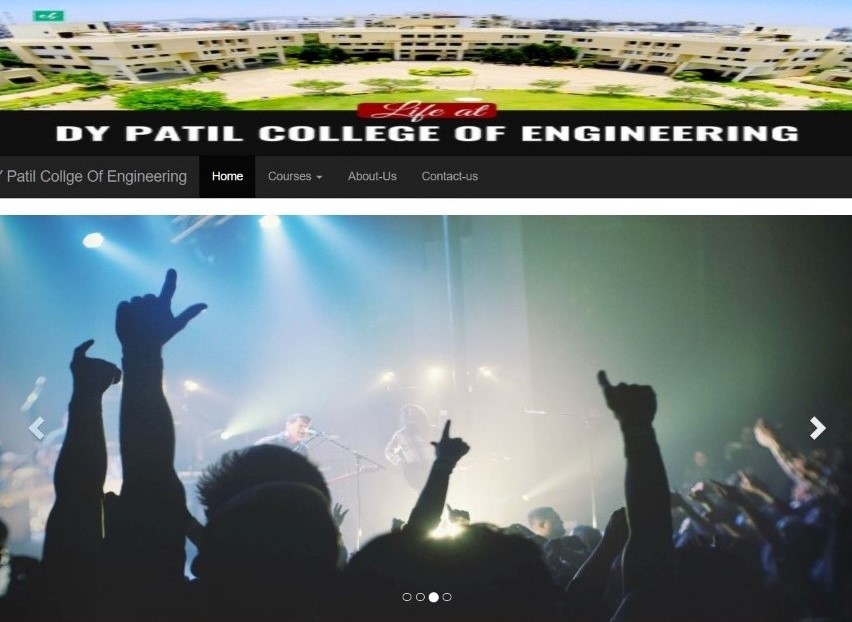 Life at
DY PATIL COLLEGE OF ENGINEERING
Y Patil Collge Of Engineering Home Courses About-Us Contact-us